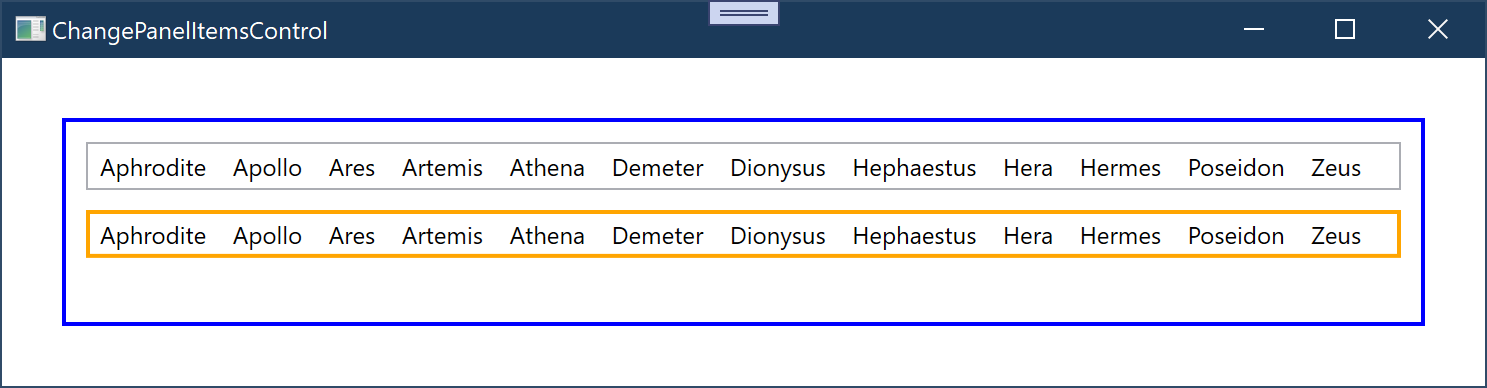 ChangePanelItemsControl
Aphrodite Apollo Ares Artemis Athena Demeter Dionysus Hephaestus Hera Hermes Poseidon Zeus
Aphrodite Apollo Ares Artemis Athena Demeter Dionysus Hephaestus Hera Hermes Poseidon Zeus